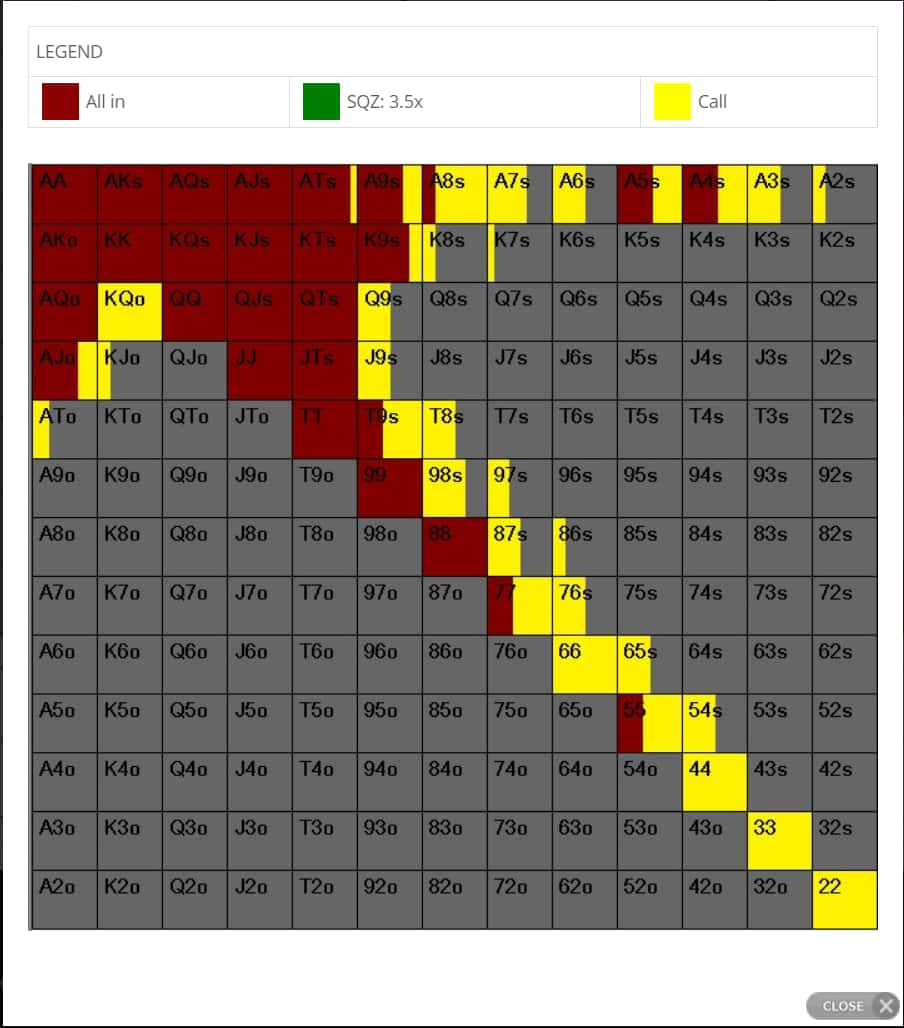 LEGEND
All in SQZ: 3.5x Call
AA AKs AQs AJs ATs A9s A8s A7s A6s A5s A4s A3s A2s
AKo KK KQs KJs KTs K9s K8s K7s K6s K5s K4s K3s K2s
AQo KQo QQ QJs QTs Q9s Q8s Q7s Q6s Q5s Q4s Q3s Q2s
AJo KJo QJo JJ JTs J9s J8s J7s J6s J5s J4s J3s J2s
ATo KTo QTo JTo TT T9s T8s T7s T6s T5s T4s T3s T2s
A9o K9o Q9o J9o T9o 99 98s 97s 96s 95s 94s 93s 92s
A8o K8o Q8o J8o T8o 98o 88 87s 86s 85s 84s 83s 82s
A7o K7o Q7o J7o T7o 97o 87o 77 76s 75s 74s 73s 72s
A6o K6o Q6o J6o T6o 96o 86o 76o 66 65s 64s 63s 62s
A5o K5o Q5o J5o T5o 95o 85o 75o 65o 55 54s 53s 52s
A4o K4o Q4o J4o T4o 94o 84o 74o 64o 54o 44 43s 42s
A3o K3o Q3o J3o T3o 93o 83o 73o 63o 53o 43o 33 32s
A2o K2o Q2o J2o T2o 92o 82o 72o 62o 52o 42o 32o 22
CLOSE